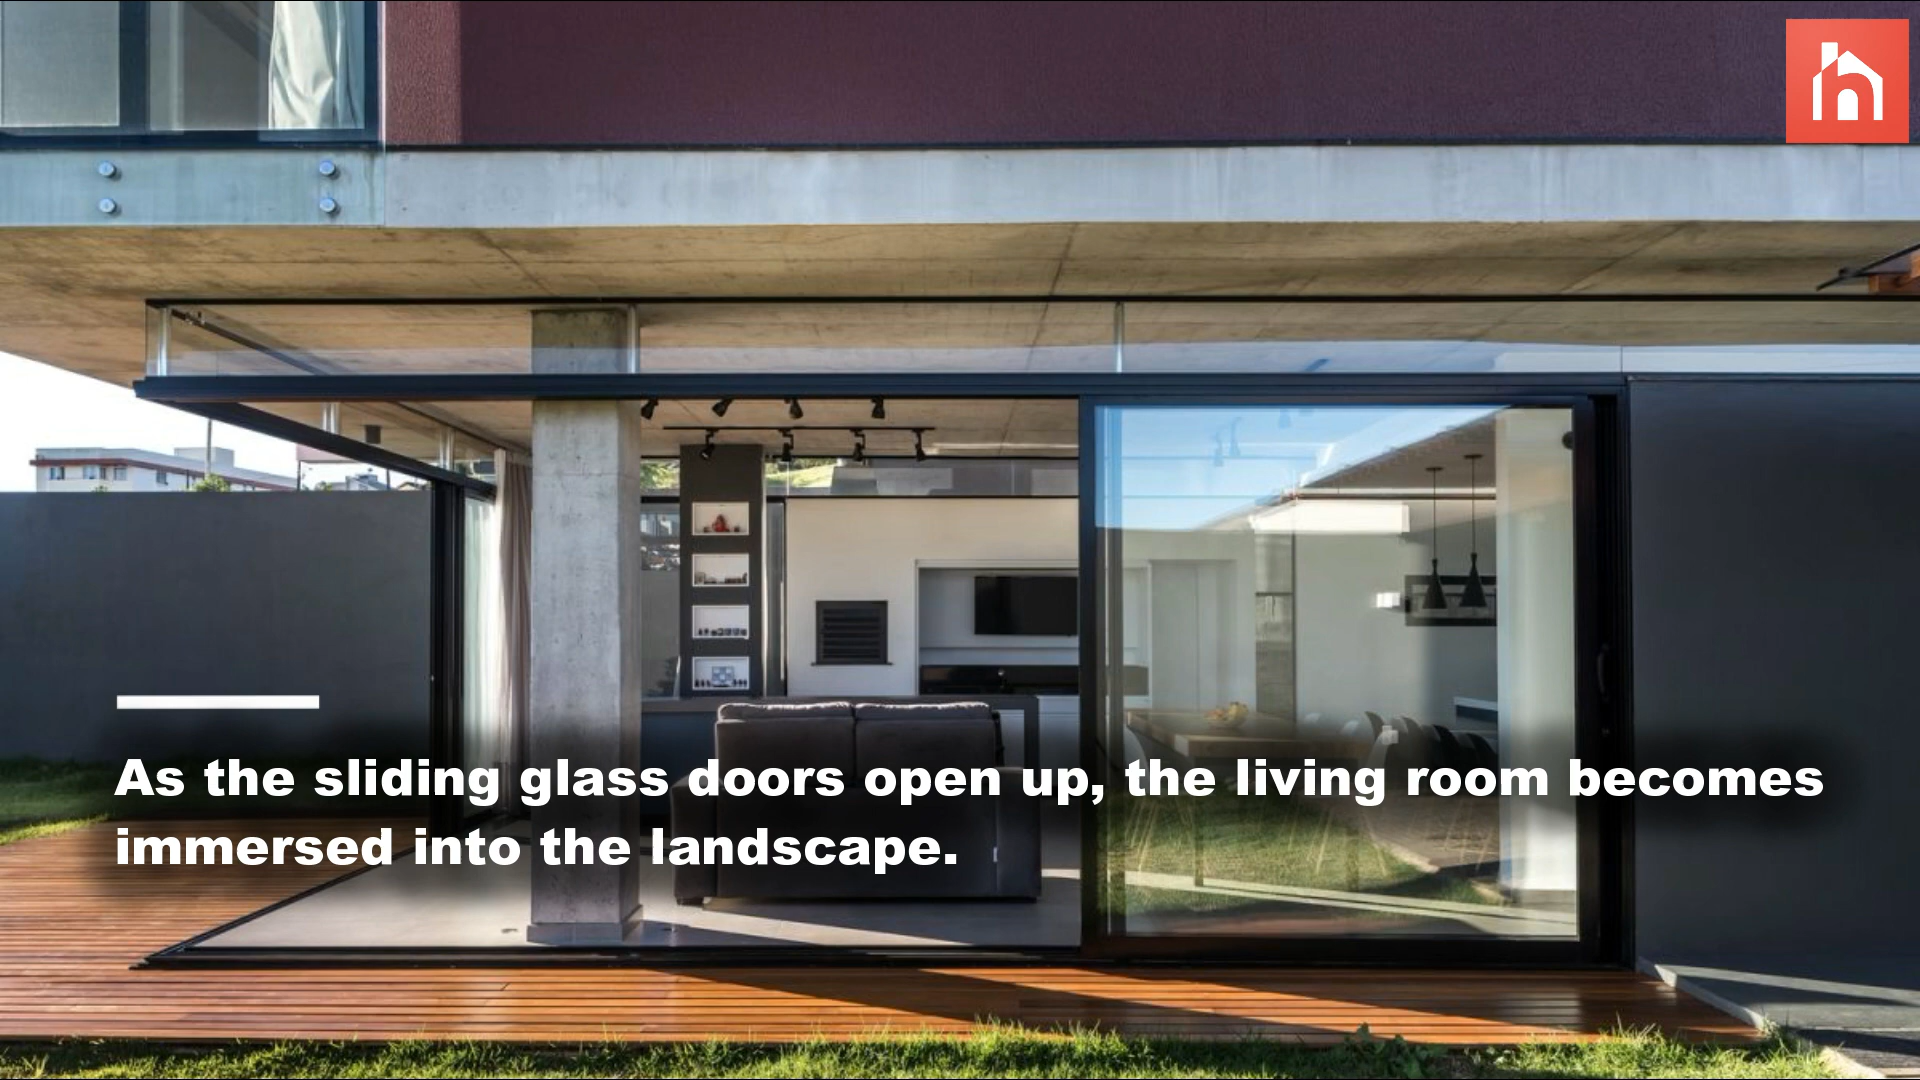 As the sliding glass doors open up, the living room becomes
immersed into the landscape.